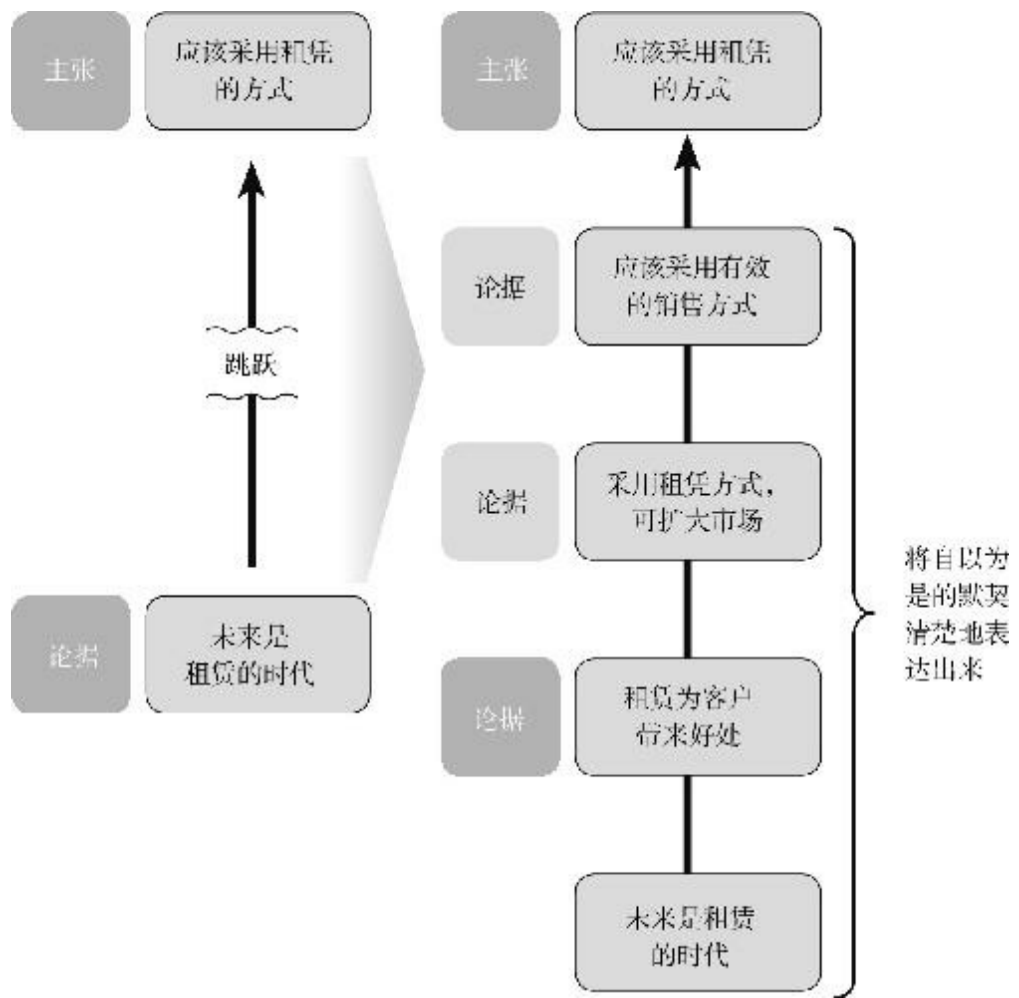 主张
应该采用租凭
的方式
跳跃
论据
未来是
租赁的时代
主张
应该采用租凭
的方式
论据
应该采用有效
的销售方式
论据
采用租凭方式，
可扩大市场
论据
租赁为客户
带来好处
未来是租赁
的时代
将自以为
是的默契
清楚地表
达出来